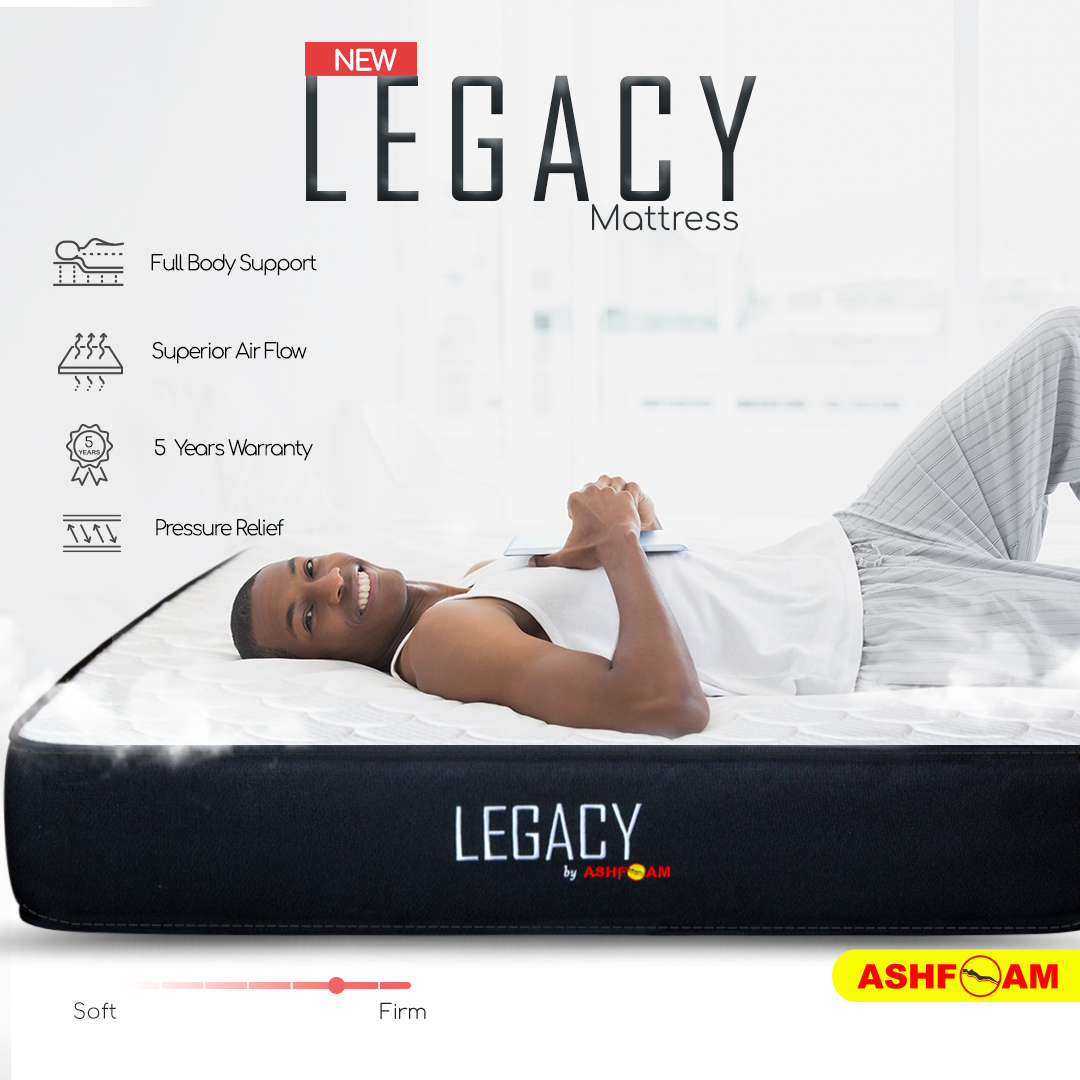 NEW
LEGACY
Mattress
Full Body Support
Superior Air Flow
5 YEARS
5 Years Warranty
Pressure Relief
LEGACY
by ASHFOAM
Soft
Firm
ASHFOAM